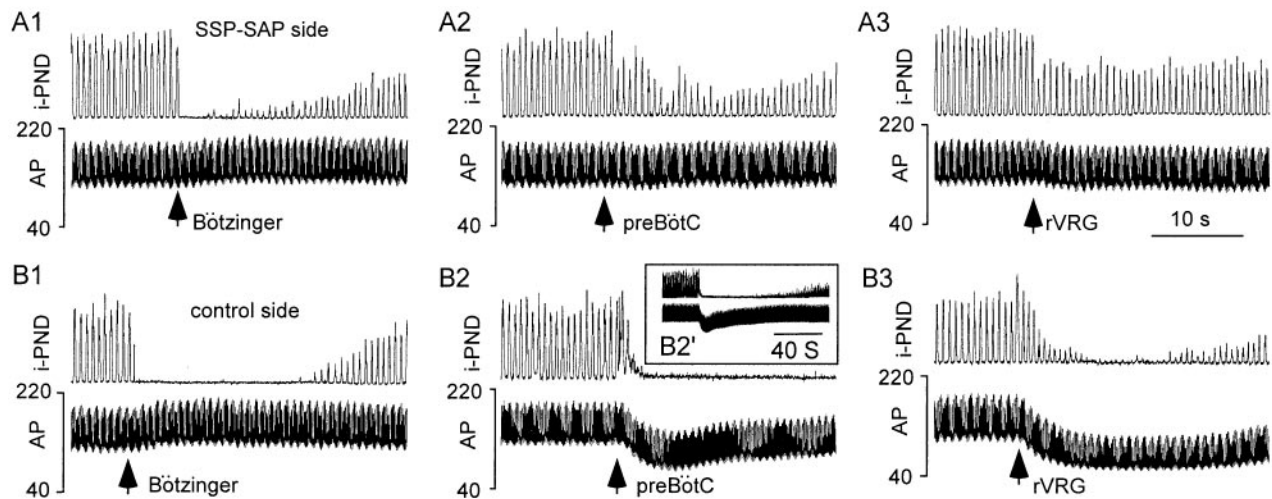 A1
SSP-SAP side
i-PND
220
AP
40
Bötzinger
A2
i-PND
220
AP
40
preBötC
A3
i-PND
220
AP
40
rVRG
10 s
B1
control side
i-PND
220
AP
40
Bötzinger
B2
i-PND
220
AP
40
preBötC
B2'
40 S
B3
i-PND
220
AP
40
rVRG